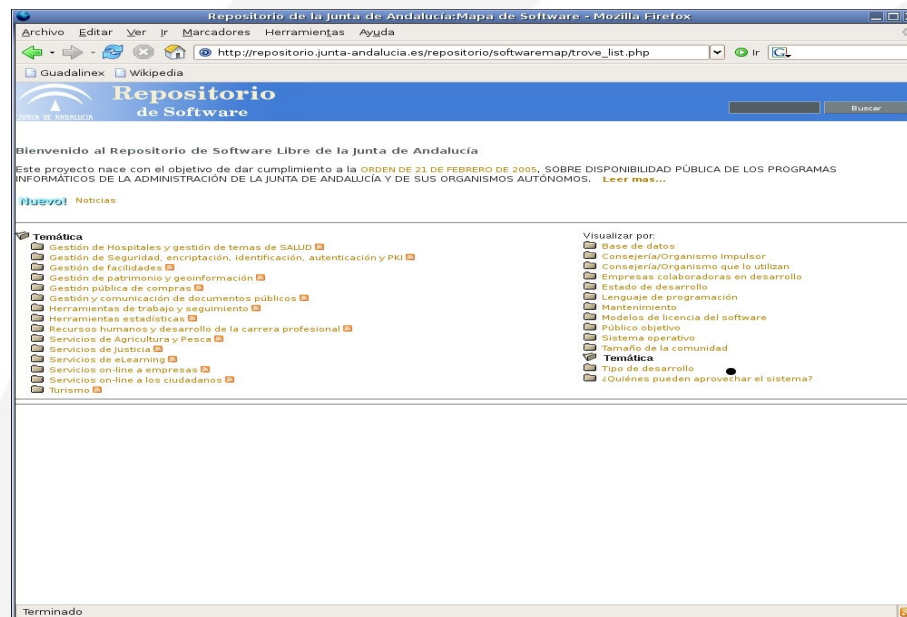 Repositorio de la Junta de Andalucía:Mapa de Software - Mozilla Firefox
Archivo Editar Ver Ir Marcadores Herramientas Ayuda
http://repositorio.junta-andalucia.es/repositorio/softwaremap/trove_list.php Ir
Guadalinex Wikipedia
Repositorio
de Software
JUNTA DE ANDALUCIA
Buscar
Bienvenido al Repositorio de Software Libre de la Junta de Andalucía
Este proyecto nace con el objetivo de dar cumplimiento a la ORDEN DE 21 DE FEBRERO DE 2005, SOBRE DISPONIBILIDAD PÚBLICA DE LOS PROGRAMAS
INFORMÁTICOS DE LA ADMINISTRACIÓN DE LA JUNTA DE ANDALUCÍA Y DE SUS ORGANISMOS AUTÓNOMOS. Leer mas...
Nuevo! Noticias
Temática
Gestión de Hospitales y gestión de temas de SALUD
Gestión de Seguridad, encriptación, identificación, autenticación y PKI
Gestión de facilidades
Gestión de patrimonio y geoinformación
Gestión pública de compras
Gestión y comunicación de documentos públicos
Herramientas de trabajo y seguimiento
Herramientas estadísticas
Recursos humanos y desarrollo de la carrera profesional
Servicios de Agricultura y Pesca
Servicios de Justicia
Servicios de eLearning
Servicios on-line a empresas
Servicios on-line a los ciudadanos
Turismo
Visualizar por:
Base de datos
Consejería/Organismo Impulsor
Consejería/Organismo que lo utilizan
Empresas colaboradoras en desarrollo
Estado de desarrollo
Lenguaje de programación
Mantenimiento
Modelos de licencia del software
Público objetivo
Sistema operativo
Tamaño de la comunidad
Temática
Tipo de desarrollo
¿Quiénes pueden aprovechar el sistema?
Terminado